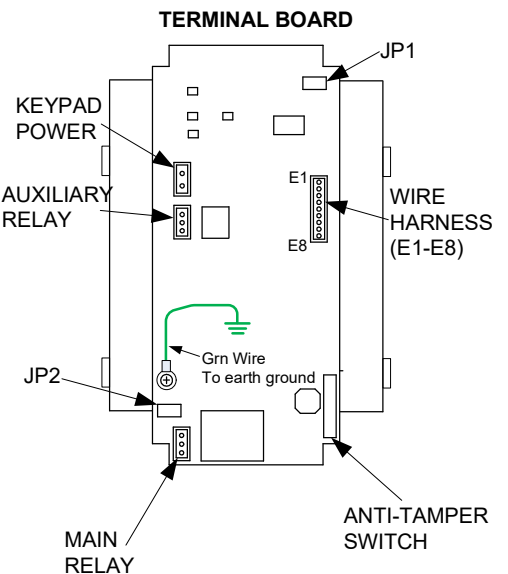 TERMINAL BOARD
JP1
KEYPAD
POWER
AUXILIARY
RELAY
E1
WIRE
HARNESS
(E1-E8)
E8
Grn Wire
To earth ground
JP2
ANTI-TAMPER
SWITCH
MAIN
RELAY